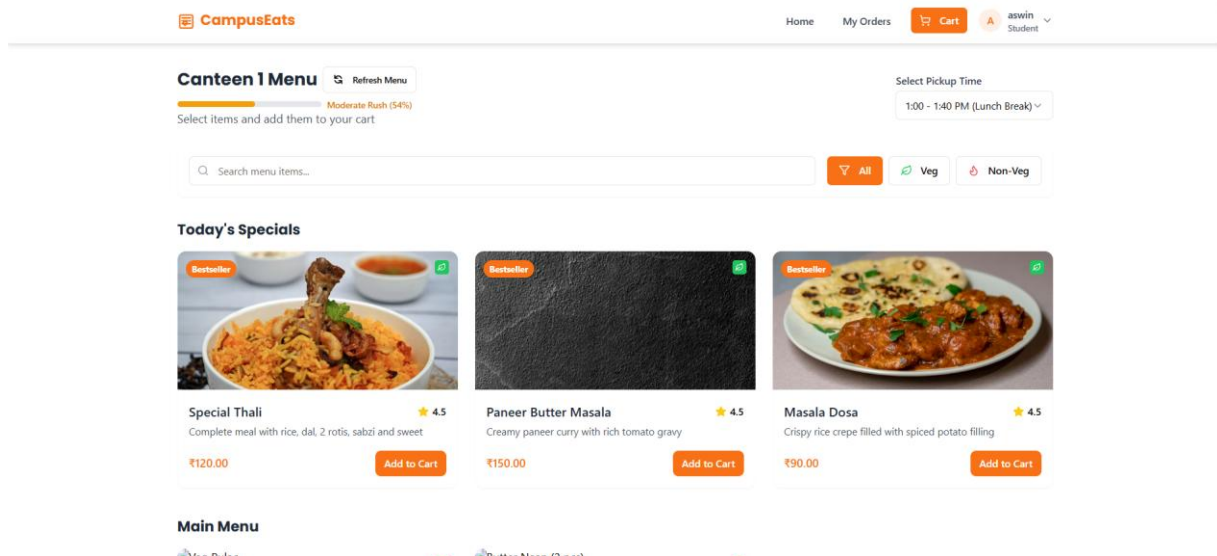 CampusEats
Home
My Orders
Cart
A
aswin
Student
Canteen 1 Menu
Refresh Menu
Moderate Rush (54%)
Select items and add them to your cart
Select Pickup Time
1:00 - 1:40 PM (Lunch Break)
Search menu items...
All
Veg
Non-Veg
Today's Specials
Bestseller
Special Thali
4.5
Complete meal with rice, dal, 2 rotis, sabzi and sweet
₹120.00
Add to Cart
Bestseller
Paneer Butter Masala
4.5
Creamy paneer curry with rich tomato gravy
₹150.00
Add to Cart
Bestseller
Masala Dosa
4.5
Crispy rice crepe filled with spiced potato filling
₹90.00
Add to Cart
Main Menu